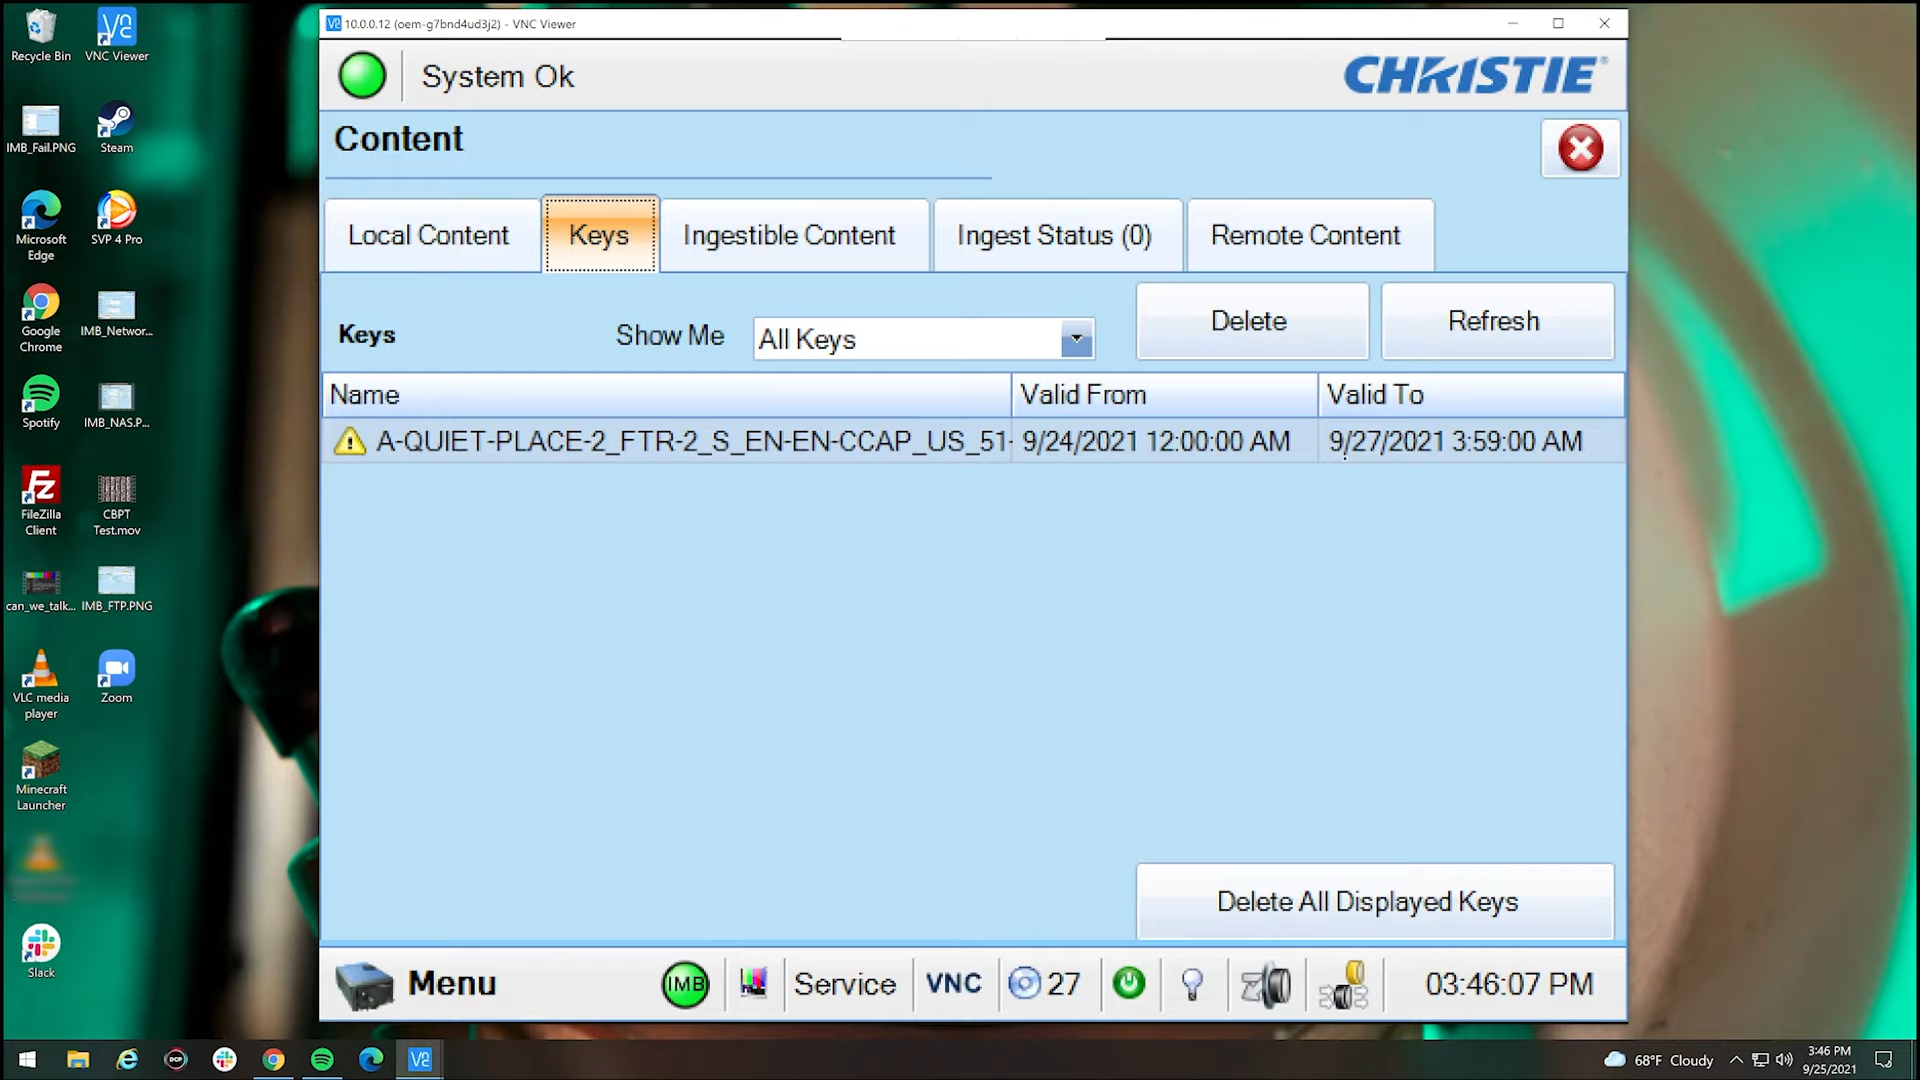 10.0.0.12 (oem-g7bnd4ud3j2) - VNC Viewer
System Ok
CHRISTIE®
Content
Local Content
Keys
Ingestible Content
Ingest Status (0)
Remote Content
Keys
Show Me
All Keys
Delete
Refresh
Name
Valid From
Valid To
A-QUIET-PLACE-2_FTR-2_S_EN-EN-CCAP_US_51-
9/24/2021 12:00:00 AM
9/27/2021 3:59:00 AM
Delete All Displayed Keys
Menu
IMB
Service
VNC
27
03:46:07 PM
Recycle Bin
VNC Viewer
IMB_Fail.PNG
Steam
Microsoft
Edge
SVP 4 Pro
Google
Chrome
IMB_Networ...
Spotify
IMB_NAS.P...
FileZilla
Client
CBPT
Test.mov
can_we_talk...
IMB_FTP.PNG
VLC media
player
Zoom
Minecraft
Launcher
Slack
DCP
68°F Cloudy
3:46 PM
9/25/2021